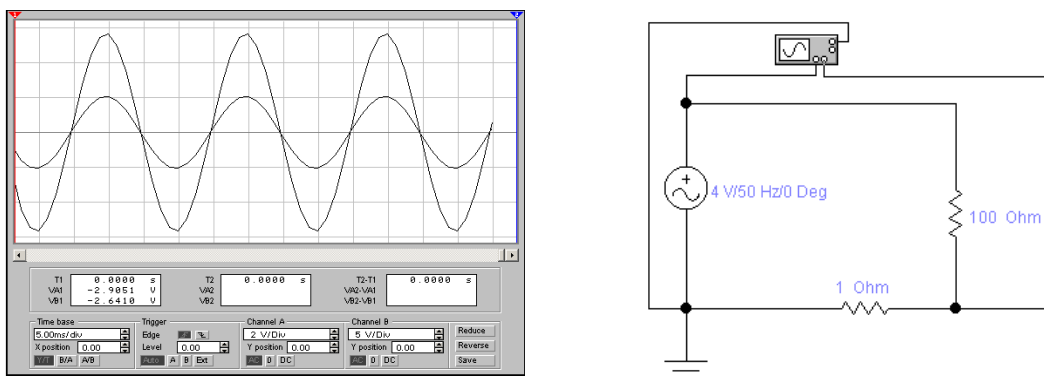 1
2
T1 0.0000 s
VA1 -2.9051 V
VB1 -2.6410 V
T2 0.0000 s
VA2
VB2
T2-T1 0.0000 s
VA2-VA1
VB2-VB1
Time base
5.00ms/div
X position 0.00
Y/T B/A A/B
Trigger
Edge
Level 0.00
Auto A B Ext
Channel A
2 V/Div
Y position 0.00
AC 0 DC
Channel B
5 V/Div
Y position 0.00
AC 0 DC
Reduce
Reverse
Save
4 V/50 Hz/0 Deg
100 Ohm
1 Ohm